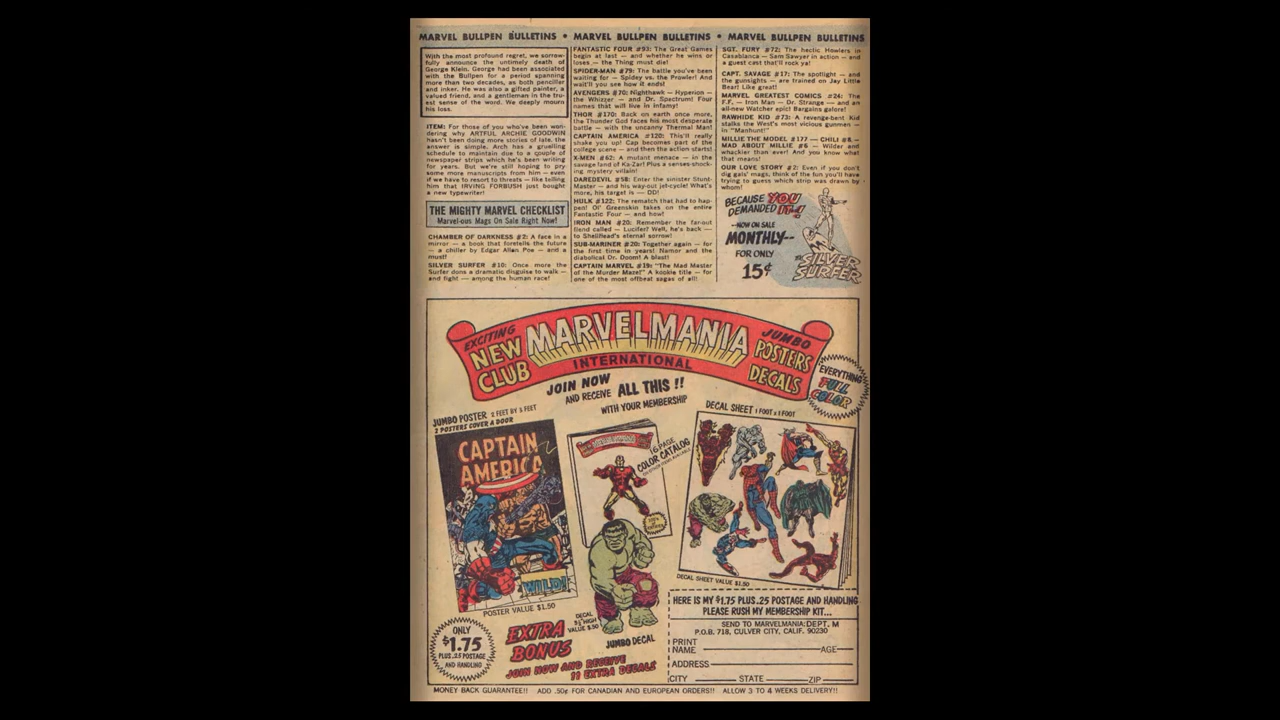 MARVEL BULLPEN BULLETINS • MARVEL BULLPEN BULLETINS • MARVEL BULLPEN BULLETINS
With the most profound regret, we sorrow-
fully announce the untimely death of
George Klein. George had been associated
with the Bullpen for a period spanning
more than two decades, as both penciller
and inker. He was also a gifted painter, a
valued friend, and a gentleman in the tru-
est sense of the word. We deeply mourn
his loss.
ITEM: For those of you who've been won-
dering why ARTFUL ARCHIE GOODWIN
hasn't been doing more stories of late, the
answer is simple. Arch has a gruelling
schedule to maintain due to a couple of
newspaper strips which he's been writing
for years. But we're still hoping to pry
some more manuscripts from him — even
if we have to resort to threats — like telling
him that IRVING FORBUSH just bought
a new typewriter!
THE MIGHTY MARVEL CHECKLIST
Marvel-ous Mags On Sale Right Now!
CHAMBER OF DARKNESS #2: A face in a
mirror — a book that foretells the future
— a chiller by Edgar Allan Poe — and a
must!
SILVER SURFER #10: Once more the
Surfer dons a dramatic disguise to walk —
and fight — among the human race!
FANTASTIC FOUR #93: The Great Games
begin at last — and whether he wins or
loses — the Thing must die!
SPIDER-MAN #79: The battle you've been
waiting for — Spidey vs. the Prowler! And
wait'll you see how it ends!
AVENGERS #70: Nighthawk — Hyperion —
the Whizzer — and Dr. Spectrum! Four
names that will live in infamy!
THOR #170: Back on earth once more,
the Thunder God faces his most desperate
battle — with the uncanny Thermal Man!
CAPTAIN AMERICA #120: This'll really
shake you up! Cap becomes part of the
college scene — and then the action starts!
X-MEN #62: A mutant menace — in the
savage land of Ka-Zar! Plus a senses-shock-
ing mystery villain!
DAREDEVIL #58: Enter the sinister Stunt-
Master — and his way-out jet-cycle! What's
more, his target is — DD!
HULK #122: The rematch that had to hap-
pen! Ol' Greenskin takes on the entire
Fantastic Four — and how!
IRON MAN #20: Remember the far-out
fiend called — Lucifer? Well, he's back —
to Shellhead's eternal sorrow!
SUB-MARINER #20: Together again — for
the first time in years! Namor and the
diabolical Dr. Doom! A blast!
CAPTAIN MARVEL #19: "The Mad Master
of the Murder Maze!" A kookie title — for
one of the most offbeat sagas of all!
SGT. FURY #72: The hectic Howlers in
Casablanca — Sam Sawyer in action — and
a guest cast that'll rock ya!
CAPT. SAVAGE #17: The spotlight — and
the gunsights — are trained on Jay Little
Bear! Like great!
MARVEL GREATEST COMICS #24: The
F.F. — Iron Man — Dr. Strange — and an
all-new Watcher epic! Bargains galore!
RAWHIDE KID #73: A revenge-bent Kid
stalks the West's most vicious gunmen —
in "Manhunt!"
MILLIE THE MODEL #177 — CHILI #8 —
MAD ABOUT MILLIE #6 — Wilder and
whackier than ever! And you know what
that means!
OUR LOVE STORY #2: Even if you don't
dig gals' mags, think of the fun you'll have
trying to guess which strip was drawn by
whom!
BECAUSE YOU
DEMANDED IT--!
--NOW ON SALE
MONTHLY--
FOR ONLY
15¢
THE SILVER
SURFER
EXCITING
NEW
CLUB
MARVELMANIA
INTERNATIONAL
JUMBO
POSTERS
DECALS
EVERYTHING
FULL
COLOR
JOIN NOW
AND RECEIVE
ALL THIS !!
WITH YOUR MEMBERSHIP
JUMBO POSTER 2 FEET BY 3 FEET
2 POSTERS COVER A DOOR
CAPTAIN
AMERICA
WILD!
POSTER VALUE $1.50
16 PAGE
COLOR CATALOG
DECAL SHEET 1 FOOT x 1 FOOT
DECAL SHEET VALUE $1.50
DECAL
HIGH
VALUE $.50
JUMBO DECAL
ONLY
$1.75
PLUS .25 POSTAGE
AND HANDLING
EXTRA
BONUS
JOIN NOW AND RECEIVE
11 EXTRA DECALS
HERE IS MY $1.75 PLUS .25 POSTAGE AND HANDLING
PLEASE RUSH MY MEMBERSHIP KIT...
SEND TO MARVELMANIA: DEPT. M
P.O.B. 718, CULVER CITY, CALIF. 90230
PRINT
NAME AGE
ADDRESS
CITY STATE ZIP
MONEY BACK GUARANTEE!! ADD .50¢ FOR CANADIAN AND EUROPEAN ORDERS!! ALLOW 3 TO 4 WEEKS DELIVERY!!